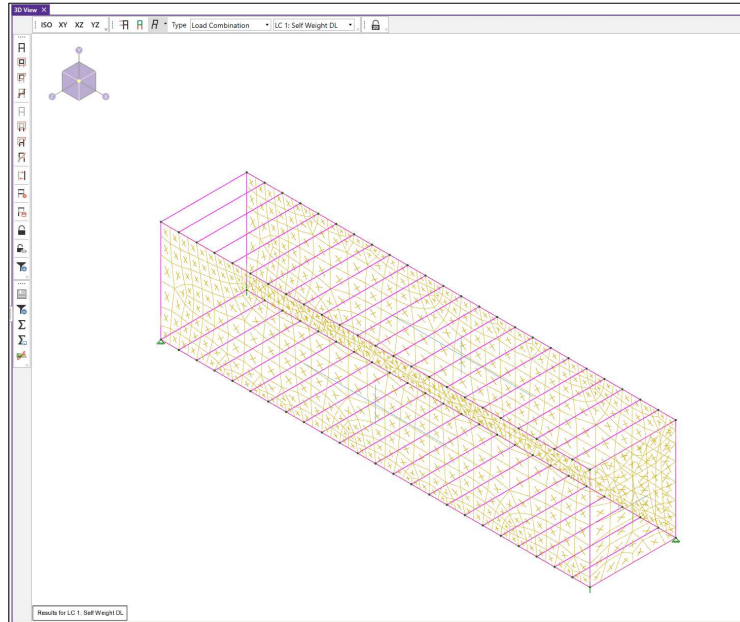 3D View X
ISO XY XZ YZ Type Load Combination LC 1: Self Weight DL
Results for LC 1, Self Weight DL